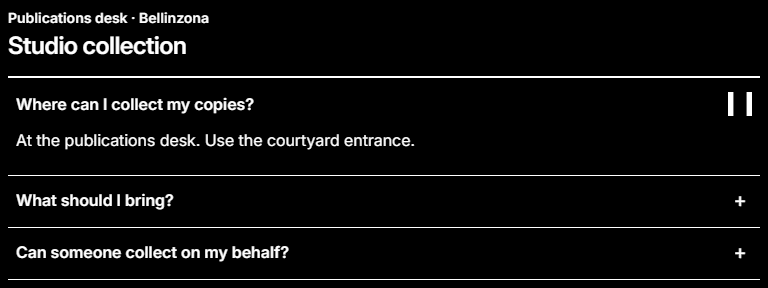 Publications desk · Bellinzona
Studio collection
Where can I collect my copies?
At the publications desk. Use the courtyard entrance.
What should I bring? +
Can someone collect on my behalf? +